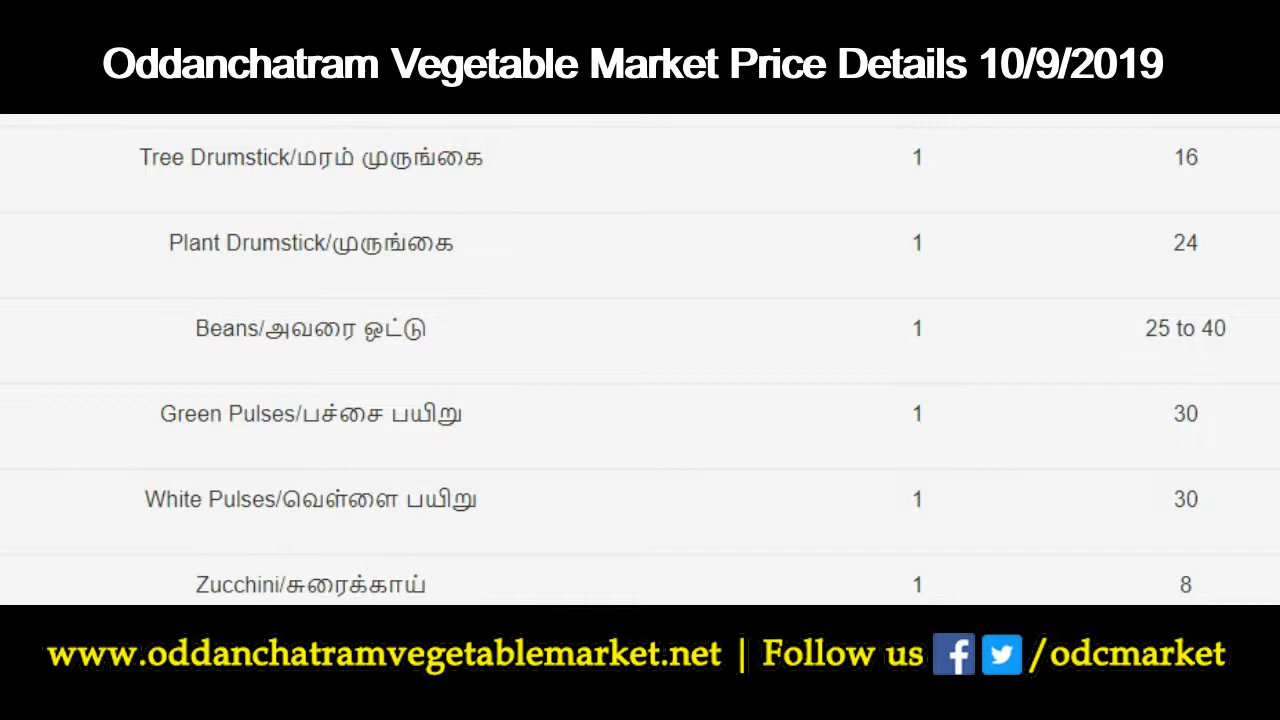 Oddanchatram Vegetable Market Price Details 10/9/2019
Tree Drumstick/மரம் முருங்கை 1 16
Plant Drumstick/முருங்கை 1 24
Beans/அவரை ஒட்டு 1 25 to 40
Green Pulses/பச்சை பயிறு 1 30
White Pulses/வெள்ளை பயிறு 1 30
Zucchini/சுரைக்காய் 1 8
www.oddanchatramvegetablemarket.net | Follow us f /odcmarket